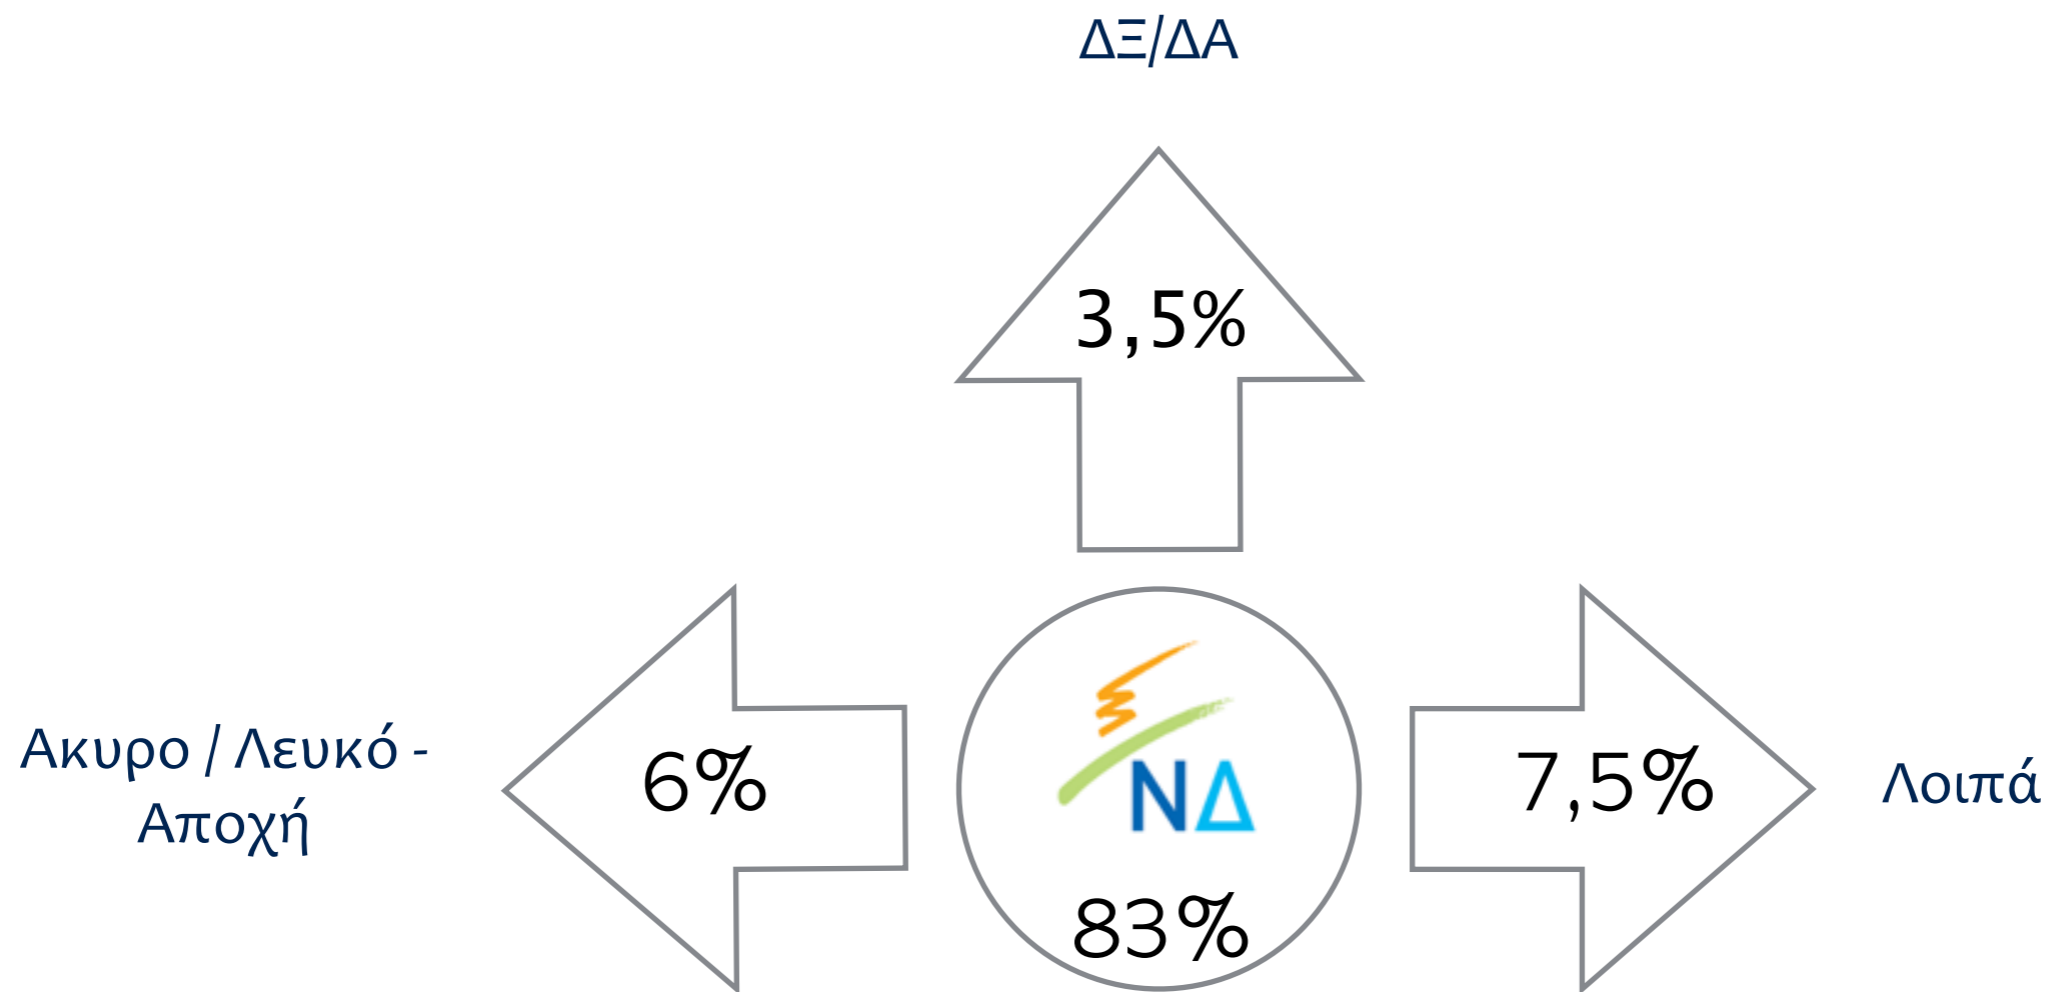 ΔΞ/ΔΑ
3,5%
Ακυρο / Λευκό -
Αποχή
6%
ΝΔ
83%
7,5%
Λοιπά